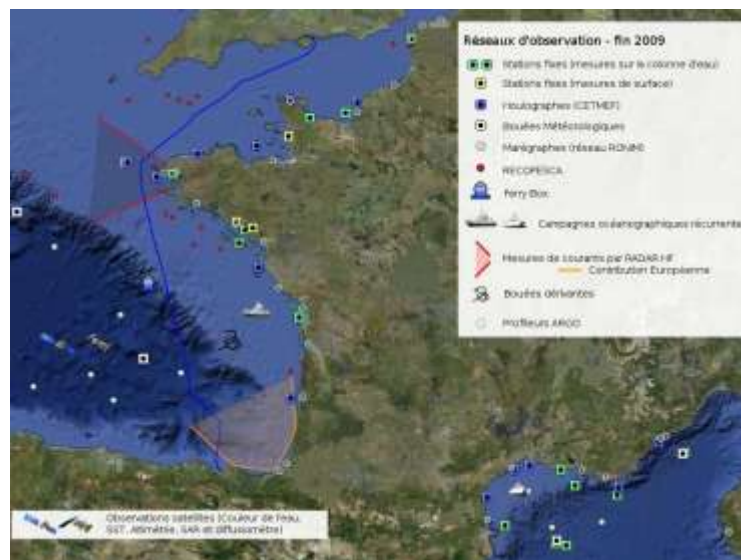 Réseaux d'observation - fin 2009
Stations fixes (mesures sur la colonne d'eau)
Stations fixes (mesures de surface)
Houlographes (CETMEF)
Bouées Météorologiques
Marégraphes (réseau RONIM)
RECOPESCA
Ferry Box
Campagnes océanographiques récurrentes
Mesures de courants par RADAR HF
Contribution Européenne
Bouées dérivantes
Profileurs ARGO
Observations satellites (Couleur de l'eau,
SST, Altimétrie, SAR et diffusiomètre)